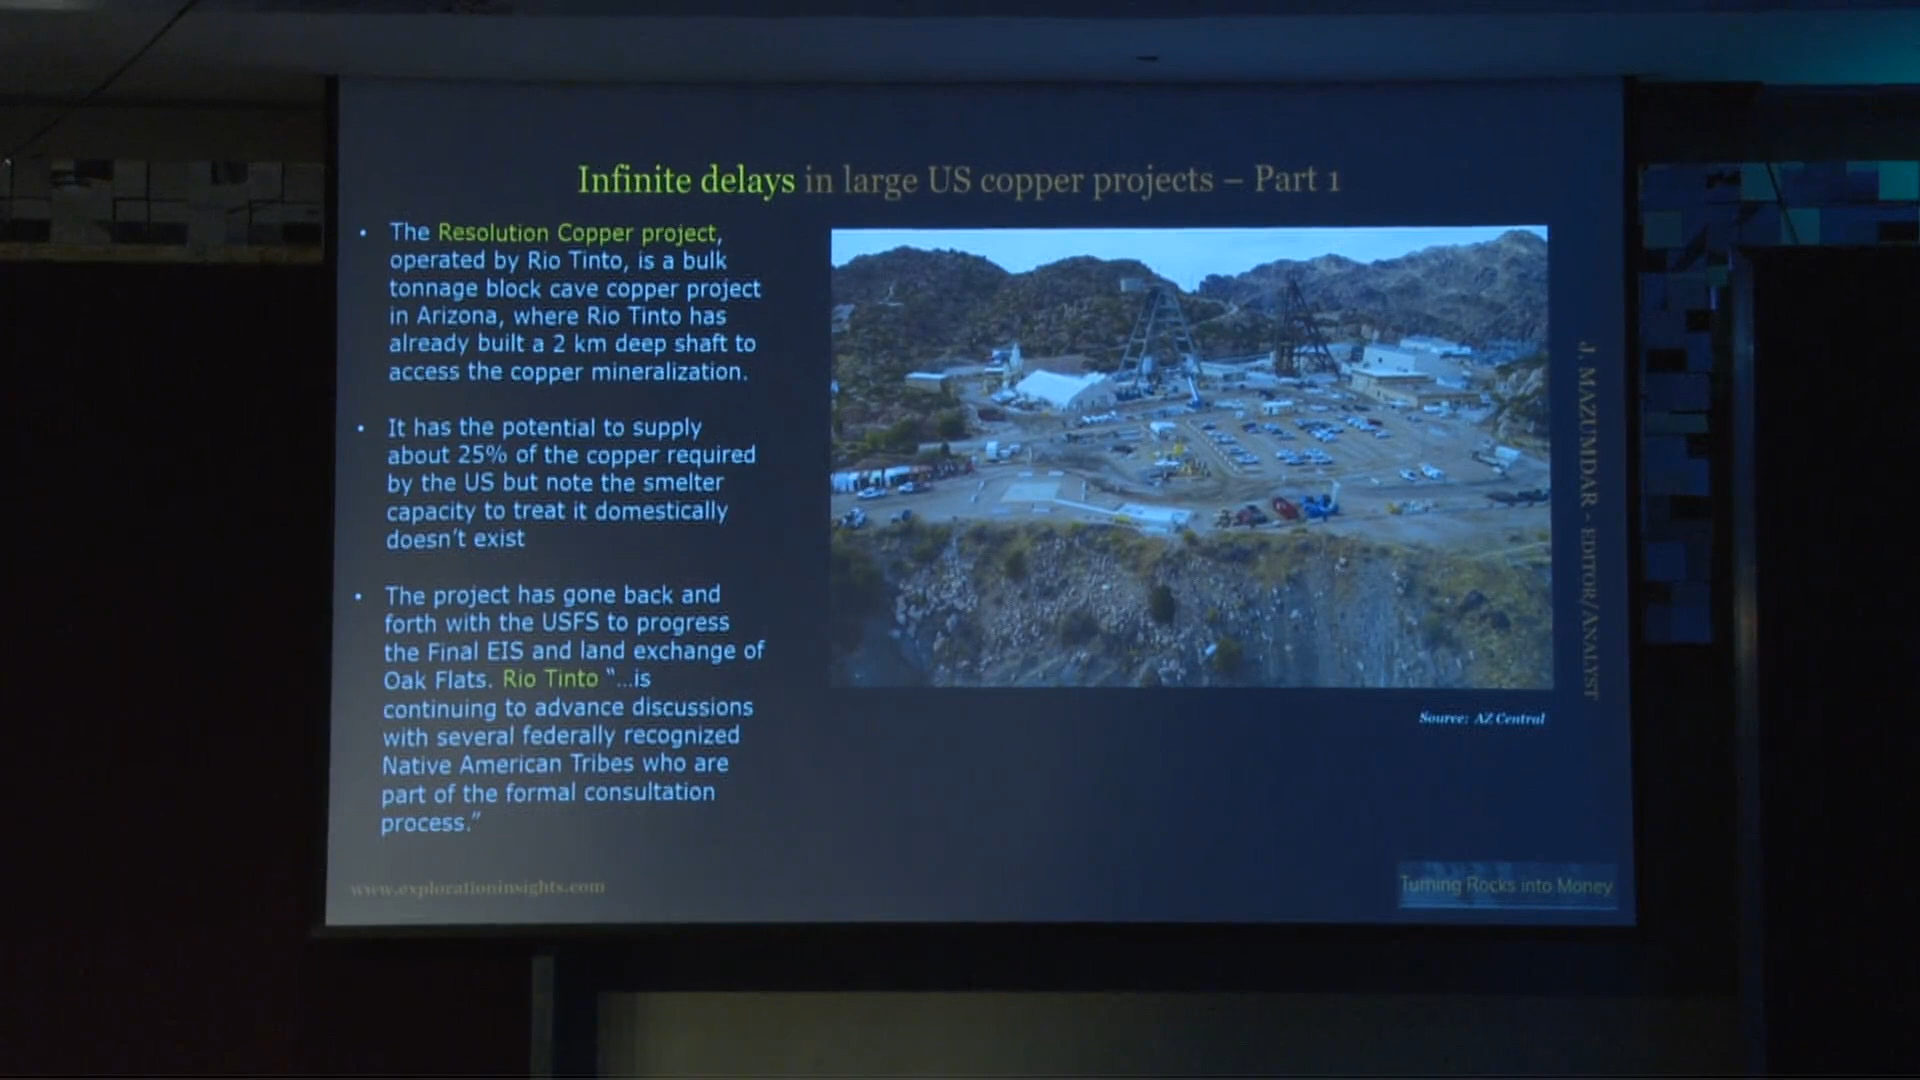 Infinite delays in large US copper projects – Part 1
• The Resolution Copper project,
operated by Rio Tinto, is a bulk
tonnage block cave copper project
in Arizona, where Rio Tinto has
already built a 2 km deep shaft to
access the copper mineralization.
• It has the potential to supply
about 25% of the copper required
by the US but note the smelter
capacity to treat it domestically
doesn't exist
• The project has gone back and
forth with the USFS to progress
the Final EIS and land exchange of
Oak Flats. Rio Tinto “…is
continuing to advance discussions
with several federally recognized
Native American Tribes who are
part of the formal consultation
process.”
Source: AZ Central
J. MAZUMDAR - EDITOR/ANALYST
www.explorationinsights.com
Turning Rocks into Money